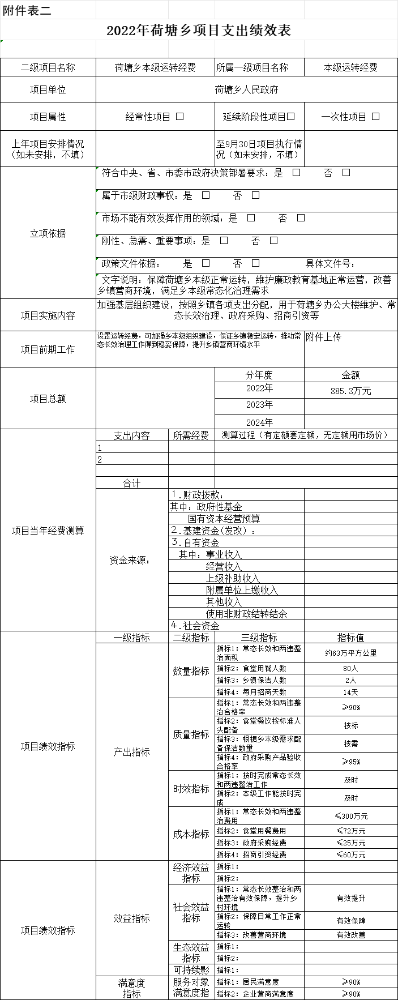 附件表二
2022年荷塘乡项目支出绩效表
二级项目名称 荷塘乡本级运转经费 所属一级项目名称 本级运转经费
项目单位 荷塘乡人民政府
项目属性 经常性项目 □ 延续阶段性项目□ 一次性项目 □
上年项目安排情况
（如未安排，不填）
至9月30日项目执行情
况（如未安排，不填）
立项依据
符合中央、省、市委市政府决策部署要求：是 □ 否 □
属于市级财政事权：是 □ 否 □
市场不能有效发挥作用的领域：是 □ 否 □
刚性、急需、重要事项：是 □ 否 □
政策文件依据： 是 □ 否 □ 具体文件号：
文字说明：保障荷塘乡本级正常运转，维护廉政教育基地正常运营，改善
乡镇营商环境，满足乡本级常态化治理需求
项目实施内容
加强基层组织建设，按照乡镇各项支出分配，用于荷塘乡办公大楼维护、常
态长效治理、政府采购、招商引资等
项目前期工作
设置运转经费，可加强乡本级组织建设，保证乡镇稳定运转，推动常
态长效治理工作得到稳妥保障，提升乡镇营商环境水平
附件上传
项目总额
分年度 金额
2022年 885.3万元
2023年
2024年
项目当年经费测算
支出内容 所需经费 测算过程（有定额套定额，无定额用市场价）
1
2
合计
资金来源：
1.财政拨款：
其中：政府性基金
国有资本经营预算
2.基建资金(发改）：
3.自有资金
其中：事业收入
经营收入
上级补助收入
附属单位上缴收入
其他收入
使用非财政结转结余
4.社会资金
项目绩效指标
一级指标 二级指标 三级指标 指标值
产出指标
数量指标
指标1：常态长效和两违整
治面积
约63万平方公里
指标2：食堂用餐人数 80人
指标3：乡镇保洁人数 2人
指标4：每月招商天数 14天
质量指标
指标1：常态长效和两违整
治合格率
≥90%
指标2：食堂餐饮按标准人
头配备
按标
指标3：根据乡本级需求配
备保洁数量
按需
指标4：政府采购产品验收
合格率
≥95%
时效指标
指标1：按时完成常态长效
和两违整治工作
及时
指标2：本级工作能按时完
成
及时
成本指标
指标1：常态长效和两违整
治费用
≤300万元
指标2：食堂用餐费用 ≤72万元
指标3：政府采购经费 ≤25万元
指标4：招商引资经费 ≤60万元
项目绩效指标
效益指标
经济效益
指标
指标1：
指标2：
社会效益
指标
指标1：常态长效整治和两
违整治有效保障，提升乡
村环境
有效提升
指标2：保障日常工作正常
运转
有效保障
指标3：改善营商环境 有效改善
生态效益
指标
指标1：
指标2：
可持续影 指标1：
满意度
指标
服务对象
满意度指
指标1：居民满意度 ≥90%
指标2：企业营商满意度 ≥90%